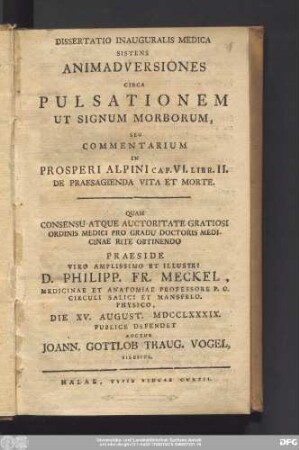 DISSERTATIO INAUGURALIS MEDICA
SISTENS
ANIMADVERSIONES
CIRCA
PULSATIONEM
UT SIGNUM MORBORUM,
SEU
COMMENTARIUM
IN
PROSPERI ALPINI CAP. VI. LIBR. II.
DE PRAESAGIENDA VITA ET MORTE.
QUAM
CONSENSU ATQUE AUCTORITATE GRATIOSI
ORDINIS MEDICI PRO GRADU DOCTORIS MEDI-
CINAE RITE OBTINENDO
PRAESIDE
VIRO AMPLISSIMO ET ILLUSTRI
D. PHILIPP. FR. MECKEL,
MEDICINAE ET ANATOMIAE PROFESSORE P. O.
CIRCULI SALICI ET MANSFELD.
PHYSICO,
DIE XV. AUGUST. MDCCLXXXIX.
PUBLICE DEFENDET
AUCTOR
JOANN. GOTTLOB TRAUG. VOGEL,
SILESIUS.
HALAE,